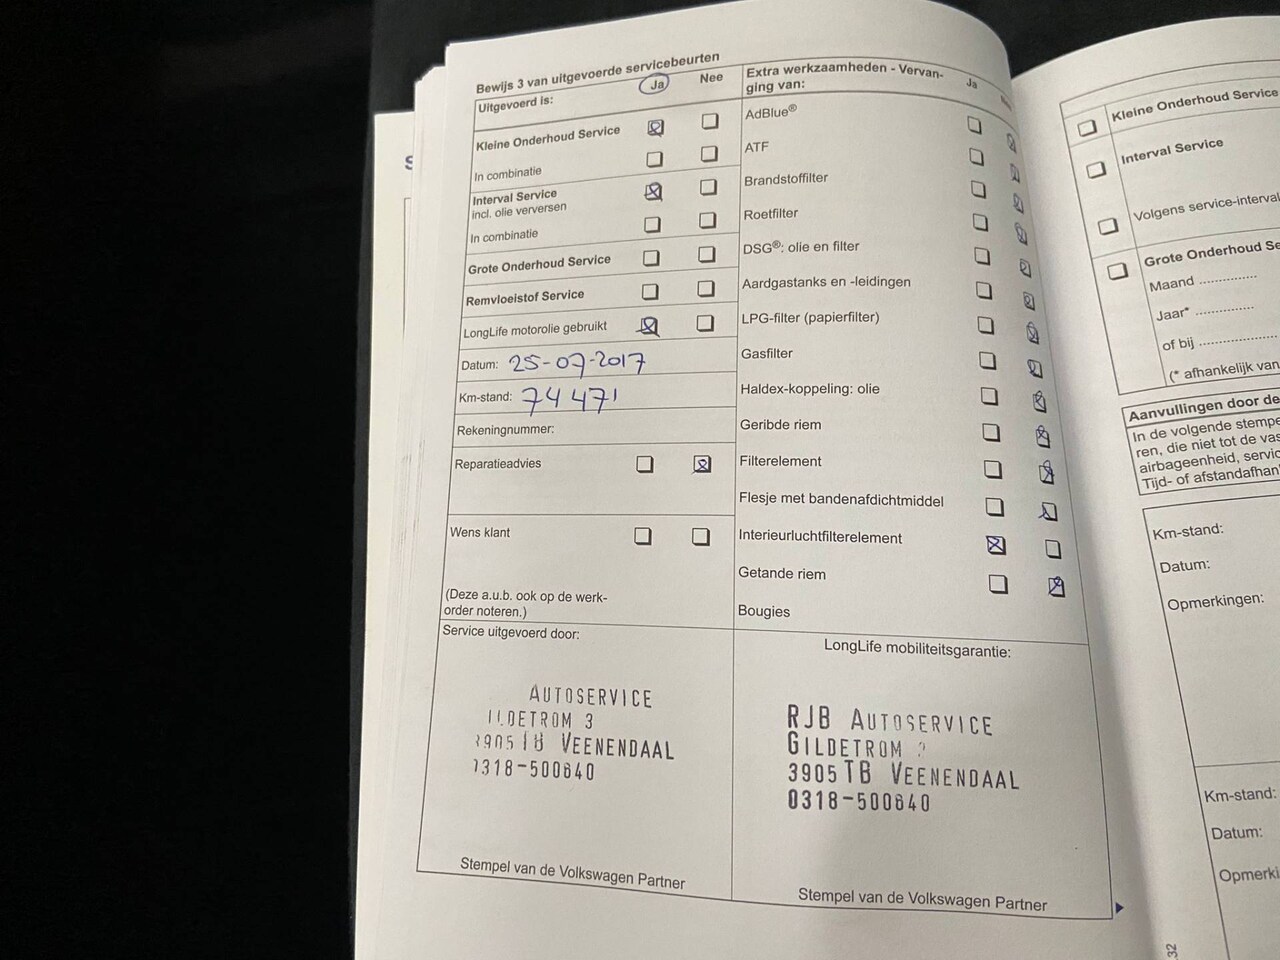 Bewijs 3 van uitgevoerde servicebeurten
Uitgevoerd is:
Ja
Nee
Kleine Onderhoud Service
In combinatie
Interval Service
incl. olie verversen
In combinatie
Grote Onderhoud Service
Remvloeistof Service
LongLife motorolie gebruikt
Datum: 25-07-2017
Km-stand: 74471
Rekeningnummer:
Reparatieadvies
Wens klant
(Deze a.u.b. ook op de werk-
order noteren.)
Service uitgevoerd door:
AUTOSERVICE
ILDETROM 3
VEENENDAAL
Stempel van de Volkswagen Partner
Extra werkzaamheden - Vervan-
ging van:
Ja
AdBlue®
ATF
Brandstoffilter
Roetfilter
DSG®: olie en filter
Aardgastanks en -leidingen
LPG-filter (papierfilter)
Gasfilter
Haldex-koppeling: olie
Geribde riem
Filterelement
Flesje met bandenafdichtmiddel
Interieurluchtfilterelement
Getande riem
Bougies
LongLife mobiliteitsgarantie:
RJB AUTOSERVICE
GILDETROM
3905 TB VEENENDAAL
0318-500640
Stempel van de Volkswagen Partner
Kleine Onderhoud Service
Interval Service
Volgens service-interval
Grote Onderhoud Se
Maand ..............
Jaar* ..............
of bij
(* afhankelijk van
Aanvullingen door de
In de volgende stempe
ren, die niet tot de vas
airbageenheid, servic
Tijd- of afstandafhan
Km-stand:
Datum:
Opmerkingen:
Km-stand:
Datum:
Opmerki
32